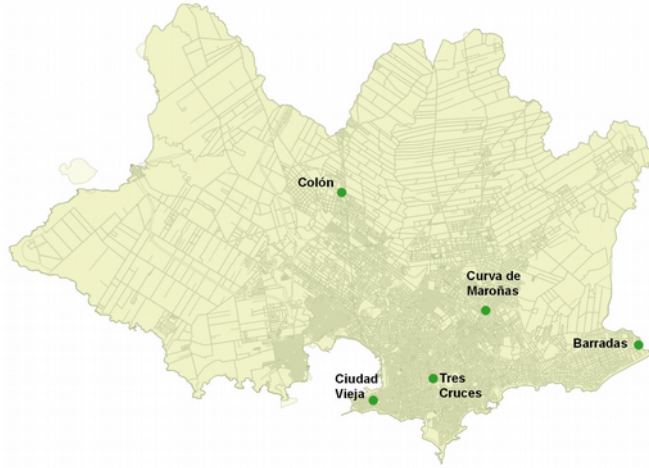 Colón
Curva de
Maroñas
Barradas
Ciudad
Vieja
Tres
Cruces